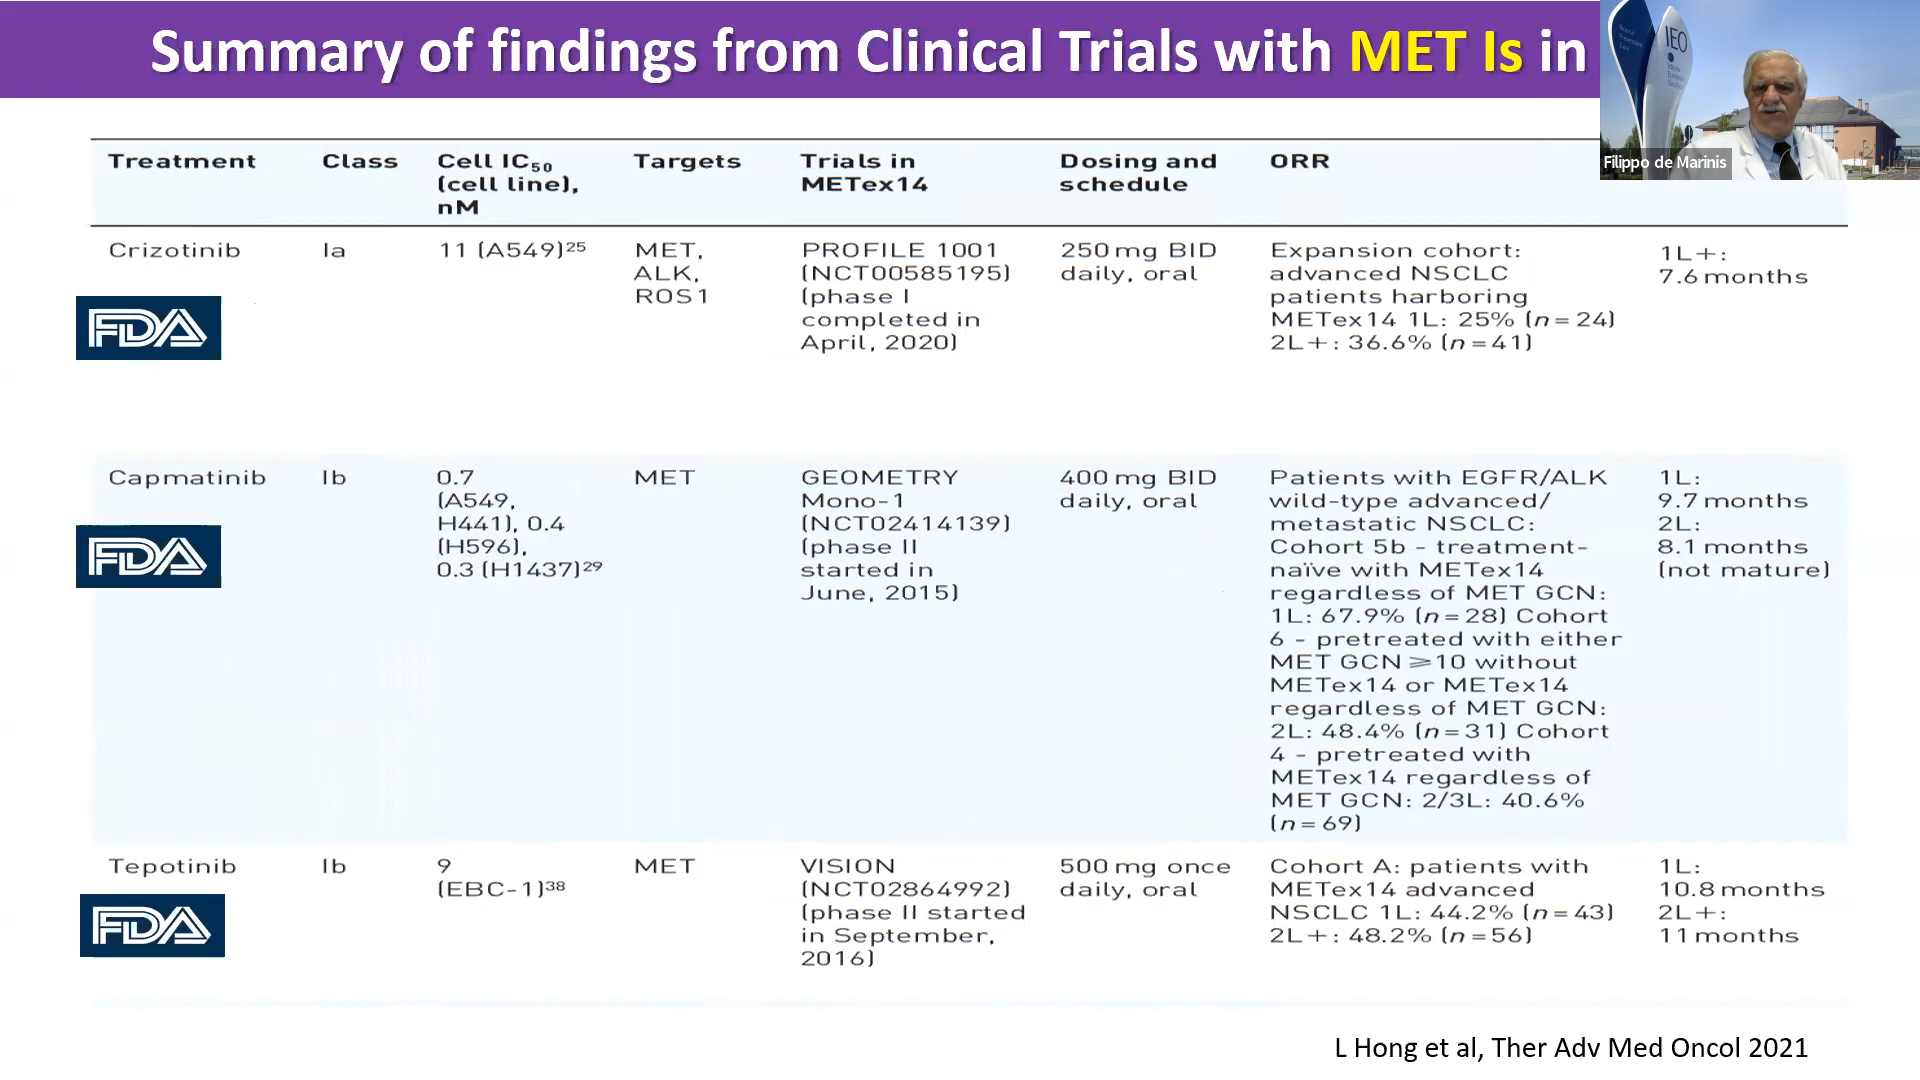 Summary of findings from Clinical Trials with MET Is in
IEO
Filippo de Marinis
Treatment
Class
Cell IC₅₀
(cell line),
nM
Targets
Trials in
METex14
Dosing and
schedule
ORR
Crizotinib
Ia
11 (A549)²⁵
MET,
ALK,
ROS1
PROFILE 1001
(NCT00585195)
(phase I
completed in
April, 2020)
250 mg BID
daily, oral
Expansion cohort:
advanced NSCLC
patients harboring
METex14 1L: 25% (n = 24)
2L+: 36.6% (n = 41)
1L+:
7.6 months
FDA
Capmatinib
Ib
0.7
(A549,
H441), 0.4
(H596),
0.3 (H1437)²⁹
MET
GEOMETRY
Mono-1
(NCT02414139)
(phase II
started in
June, 2015)
400 mg BID
daily, oral
Patients with EGFR/ALK
wild-type advanced/
metastatic NSCLC:
Cohort 5b - treatment-
naïve with METex14
regardless of MET GCN:
1L: 67.9% (n = 28) Cohort
6 - pretreated with either
MET GCN ⩾10 without
METex14 or METex14
regardless of MET GCN:
2L: 48.4% (n = 31) Cohort
4 - pretreated with
METex14 regardless of
MET GCN: 2/3L: 40.6%
(n = 69)
1L:
9.7 months
2L:
8.1 months
(not mature)
FDA
Tepotinib
Ib
9
(EBC-1)³⁸
MET
VISION
(NCT02864992)
(phase II started
in September,
2016)
500 mg once
daily, oral
Cohort A: patients with
METex14 advanced
NSCLC 1L: 44.2% (n = 43)
2L+: 48.2% (n = 56)
1L:
10.8 months
2L+:
11 months
FDA
L Hong et al, Ther Adv Med Oncol 2021